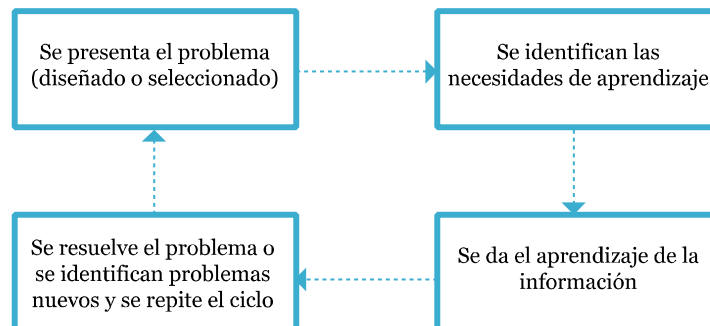 Se presenta el problema
(diseñado o seleccionado)
Se identifican las
necesidades de aprendizaje
Se da el aprendizaje de la
información
Se resuelve el problema o
se identifican problemas
nuevos y se repite el ciclo